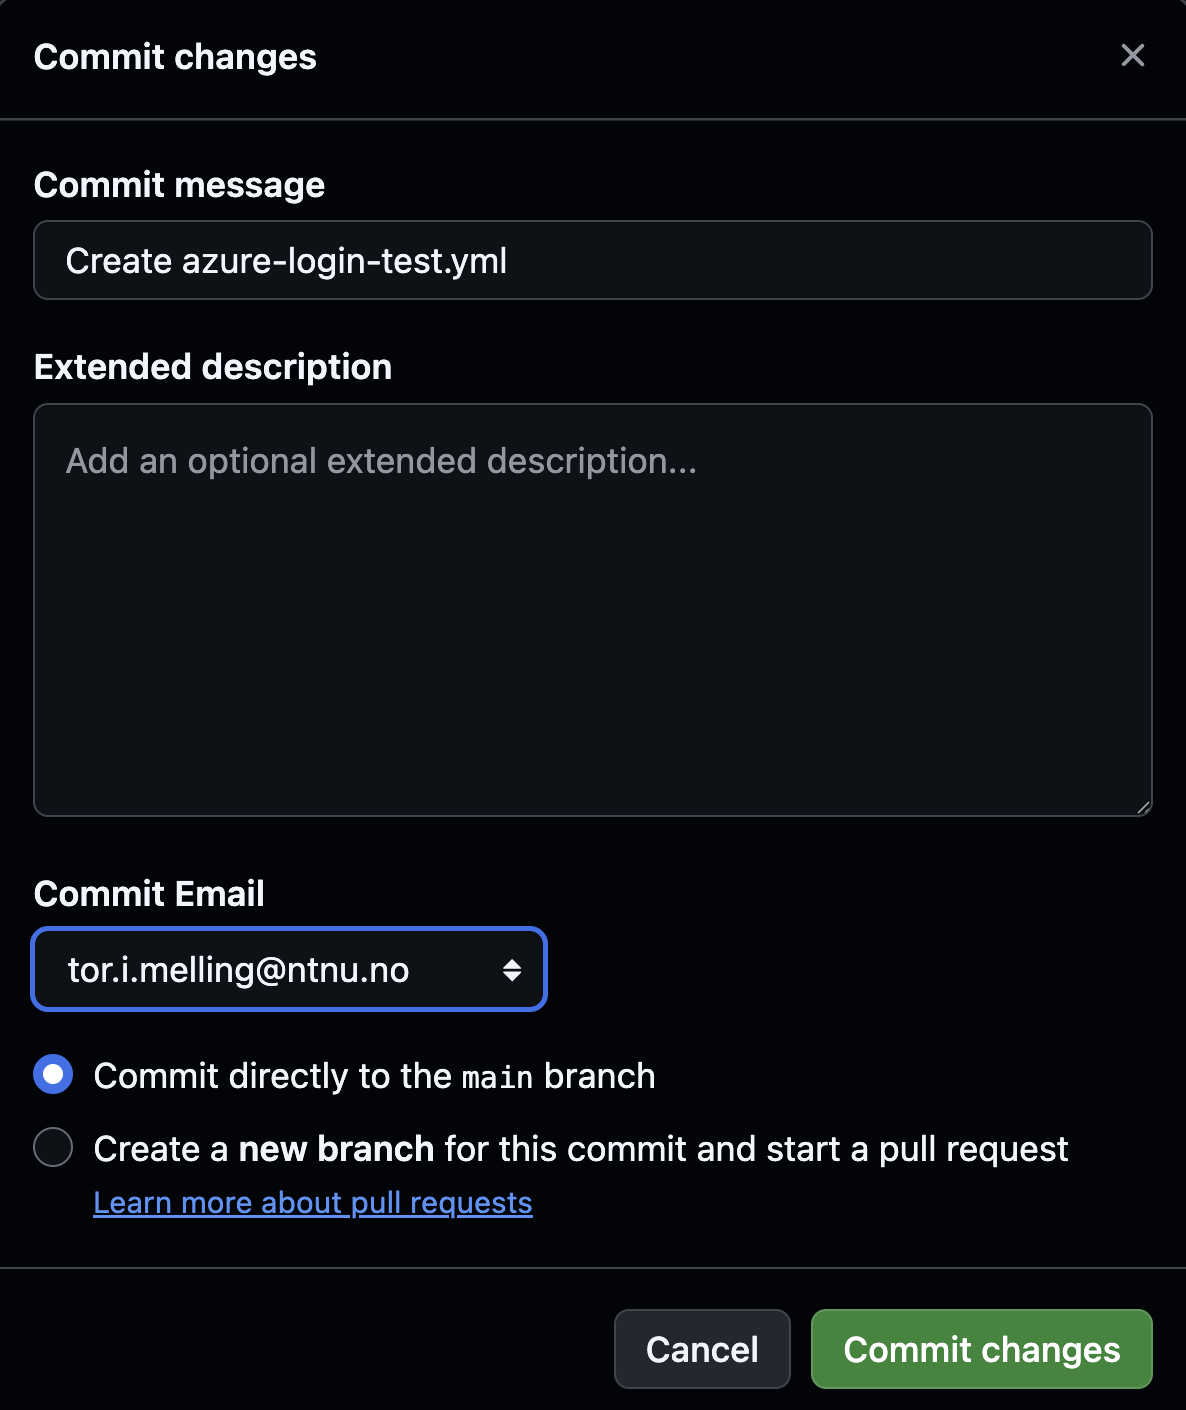 Commit changes
Commit message
Create azure-login-test.yml
Extended description
Add an optional extended description...
Commit Email
tor.i.melling@ntnu.no
Commit directly to the main branch
Create a new branch for this commit and start a pull request
Learn more about pull requests
Cancel
Commit changes